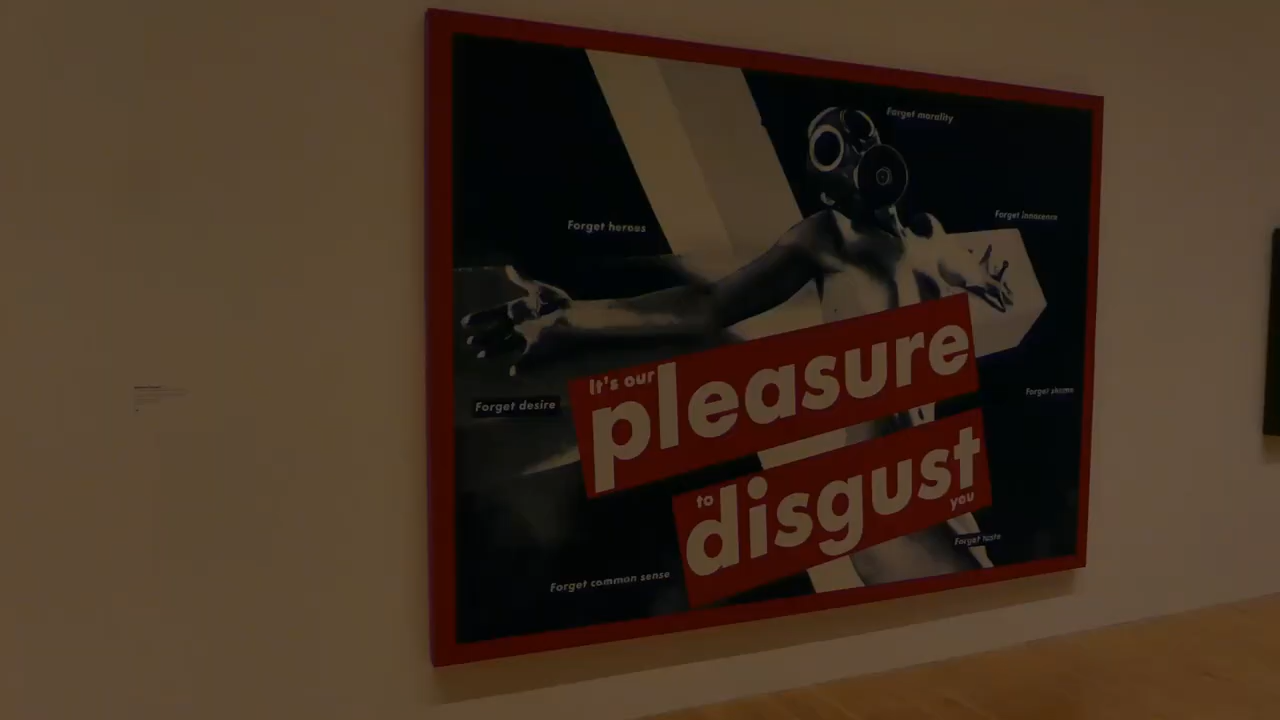 Forget morality
Forget heroes
Forget innocence
It's our
pleasure
Forget desire
Forget shame
to
disgust
you
Forget taste
Forget common sense